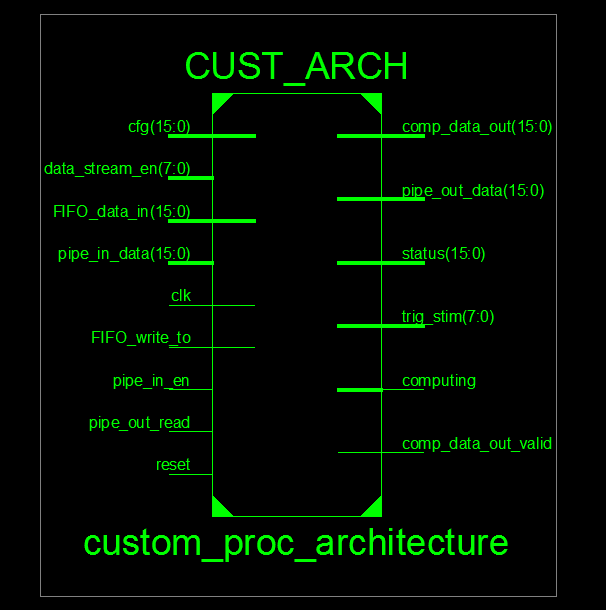 CUST_ARCH
cfg(15:0)
data_stream_en(7:0)
FIFO_data_in(15:0)
pipe_in_data(15:0)
clk
FIFO_write_to
pipe_in_en
pipe_out_read
reset
comp_data_out(15:0)
pipe_out_data(15:0)
status(15:0)
trig_stim(7:0)
computing
comp_data_out_valid
custom_proc_architecture